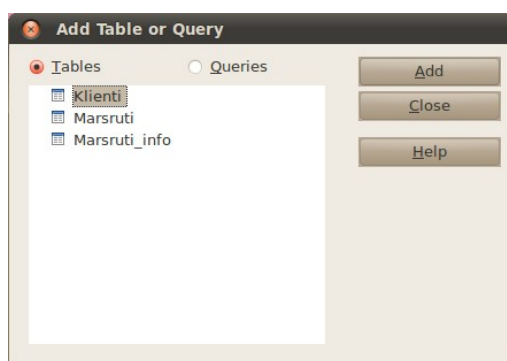 Add Table or Query
Tables Queries
Klienti
Marsruti
Marsruti_info
Add
Close
Help